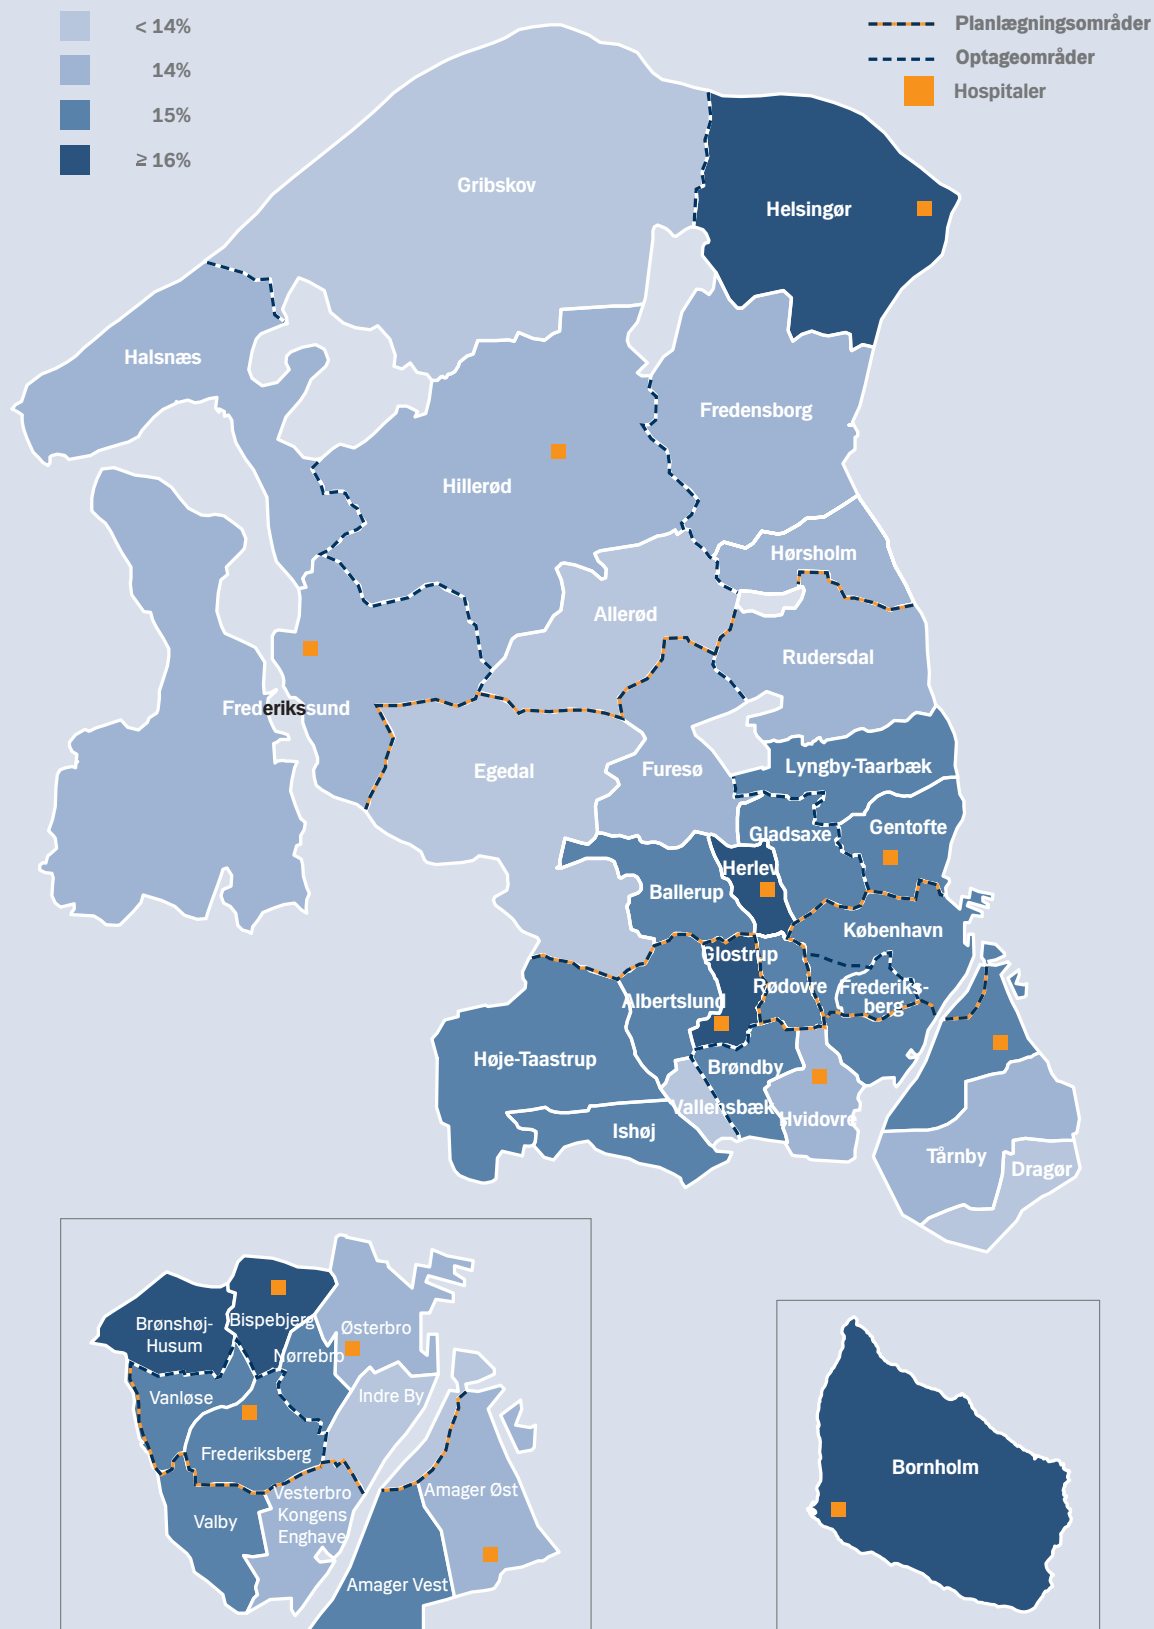 < 14%
14%
15%
≥ 16%
Planlægningsområder
Optageområder
Hospitaler
Gribskov
Helsingør
Halsnæs
Fredensborg
Hillerød
Hørsholm
Allerød
Rudersdal
Frederikssund
Egedal
Furesø
Lyngby-Taarbæk
Gladsaxe
Gentofte
Herlev
Ballerup
København
Glostrup
Rødovre
Frederiks-
berg
Albertslund
Høje-Taastrup
Brøndby
Vallensbæk
Hvidovre
Ishøj
Tårnby
Dragør
Brønshøj-
Husum
Bispebjerg
Østerbro
Nørrebro
Vanløse
Indre By
Frederiksberg
Vesterbro
Kongens
Enghave
Amager Øst
Valby
Amager Vest
Bornholm